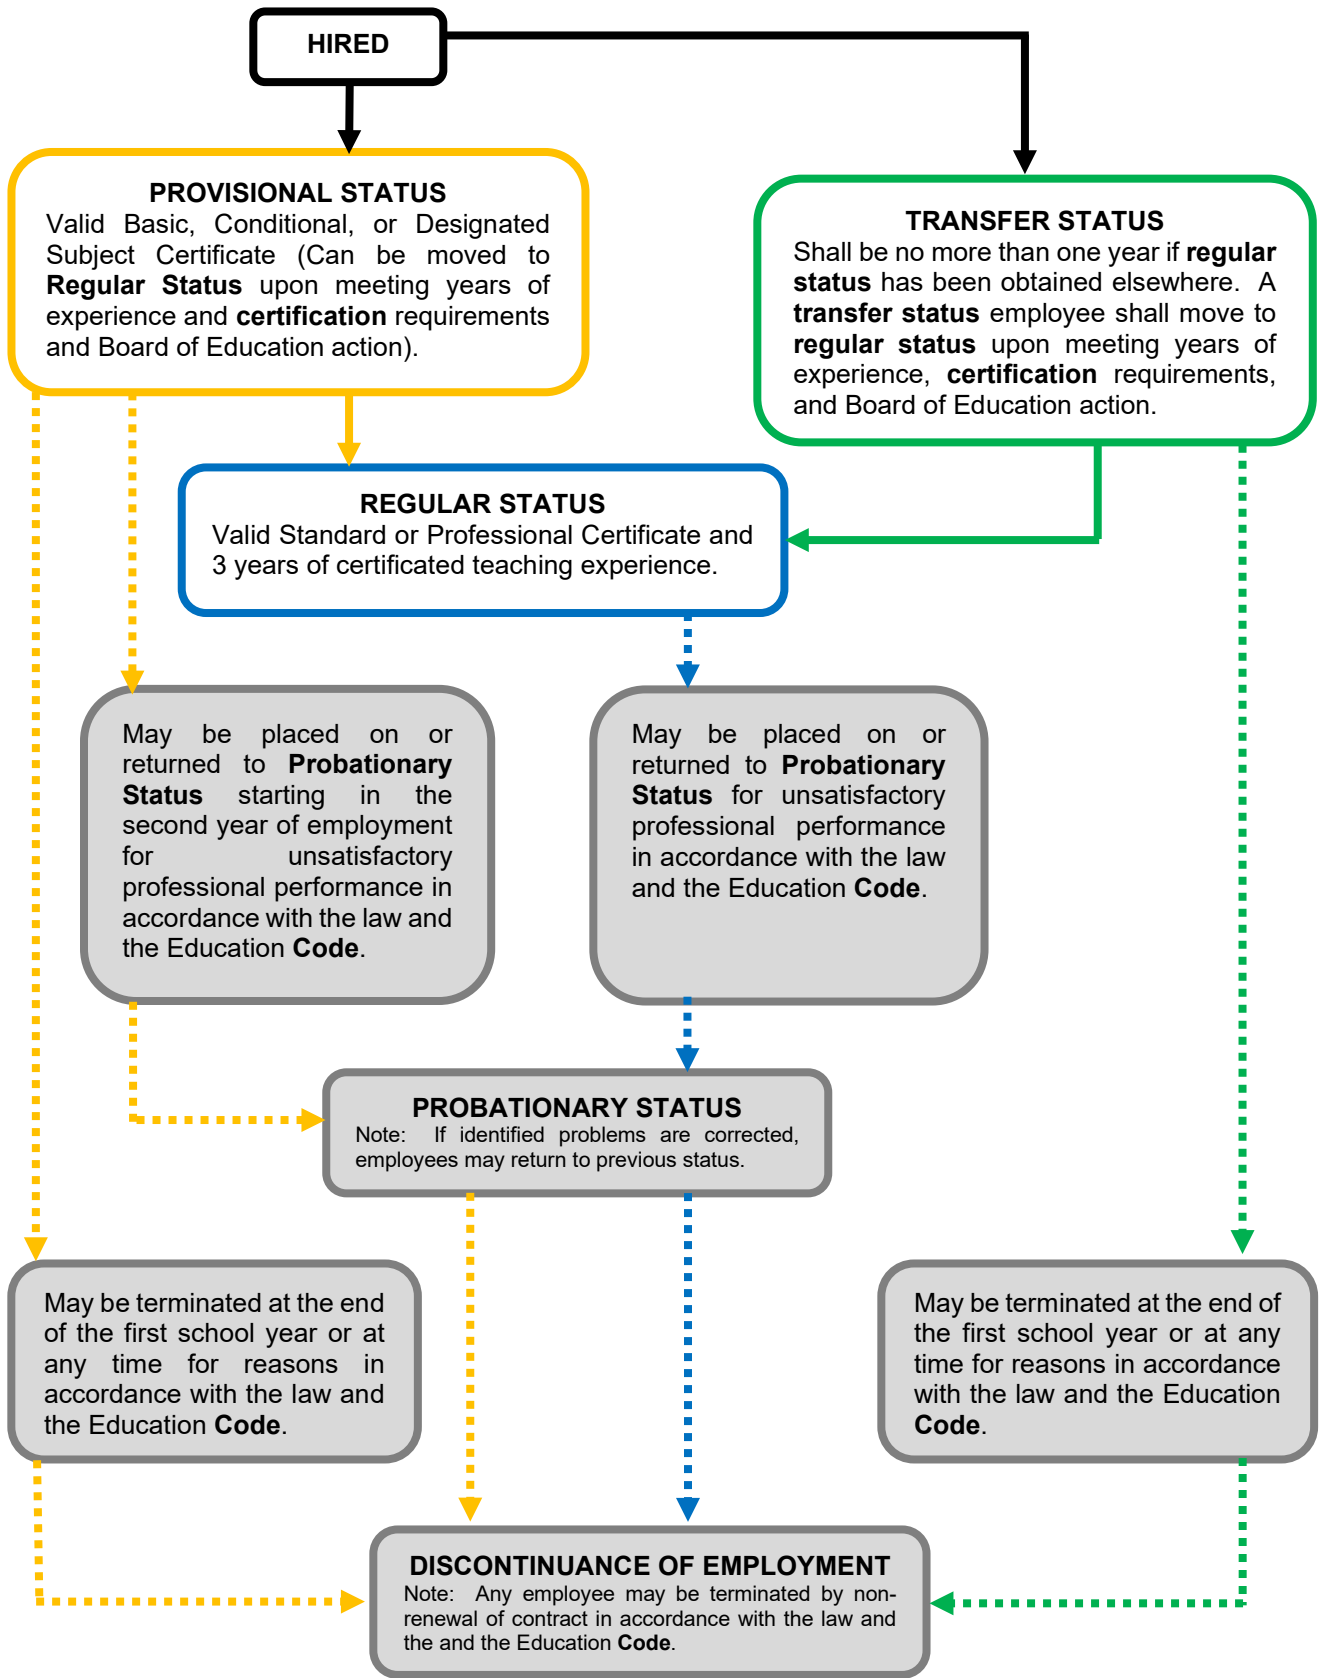 HIRED
PROVISIONAL STATUS
Valid Basic, Conditional, or Designated
Subject Certificate (Can be moved to
Regular Status upon meeting years of
experience and certification requirements
and Board of Education action).
TRANSFER STATUS
Shall be no more than one year if regular
status has been obtained elsewhere. A
transfer status employee shall move to
regular status upon meeting years of
experience, certification requirements,
and Board of Education action.
REGULAR STATUS
Valid Standard or Professional Certificate and
3 years of certificated teaching experience.
May be placed on or
returned to Probationary
Status starting in the
second year of employment
for unsatisfactory
professional performance in
accordance with the law and
the Education Code.
May be placed on or
returned to Probationary
Status for unsatisfactory
professional performance
in accordance with the law
and the Education Code.
PROBATIONARY STATUS
Note: If identified problems are corrected,
employees may return to previous status.
May be terminated at the end
of the first school year or at
any time for reasons in
accordance with the law and
the Education Code.
May be terminated at the end of
the first school year or at any
time for reasons in accordance
with the law and the Education
Code.
DISCONTINUANCE OF EMPLOYMENT
Note: Any employee may be terminated by non-
renewal of contract in accordance with the law and
the and the Education Code.